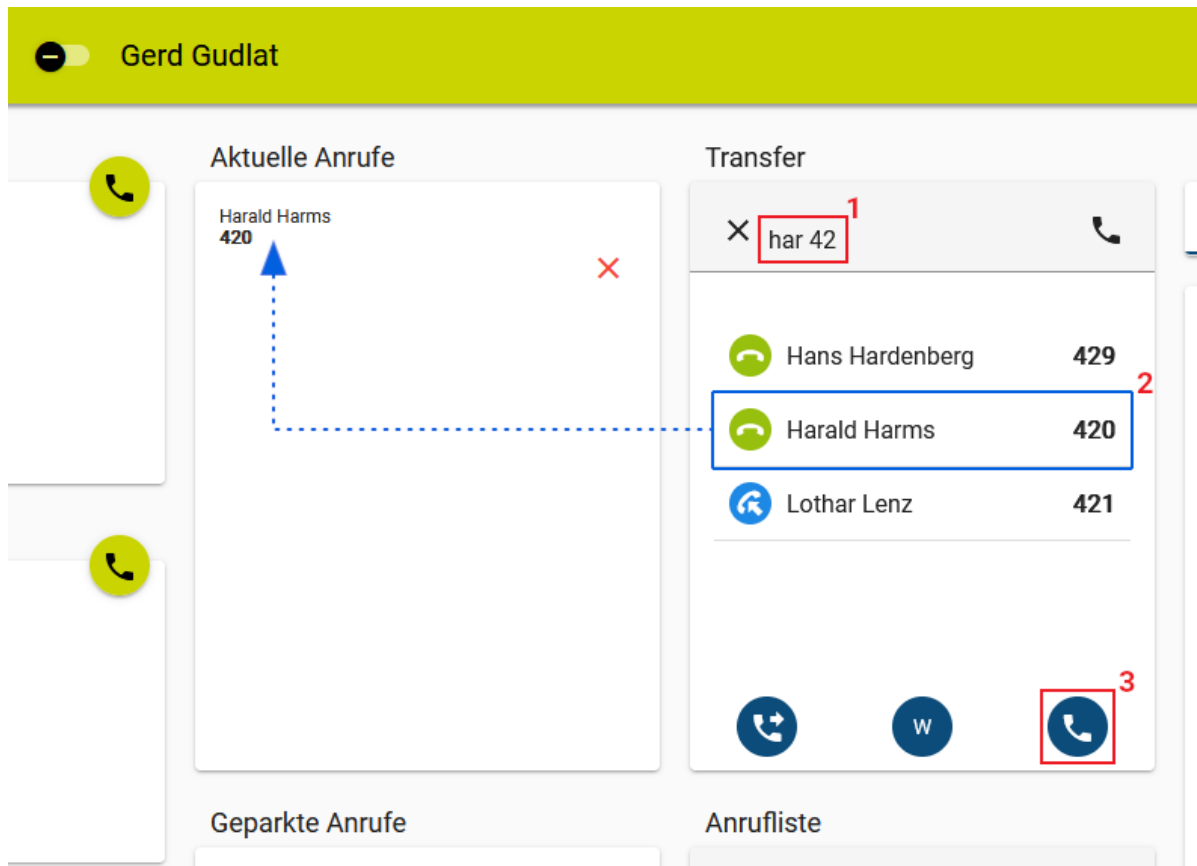 Gerd Gudlat
Aktuelle Anrufe
Harald Harms
420
Transfer
1
har 42
Hans Hardenberg 429
2
Harald Harms 420
Lothar Lenz 421
3
W
Geparkte Anrufe
Anrufliste